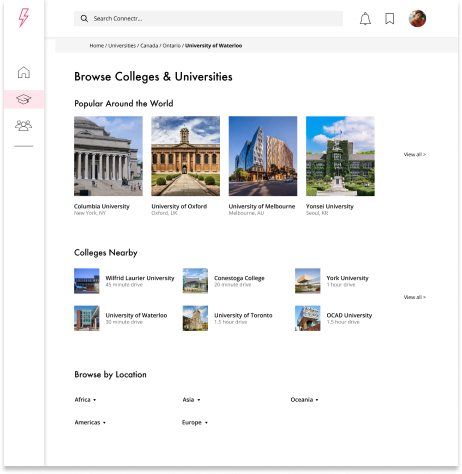 Search Connectr...
Home / Universities / Canada / Ontario / University of Waterloo
Browse Colleges & Universities
Popular Around the World
Columbia University
New York, NY
University of Oxford
Oxford, UK
University of Melbourne
Melbourne, AU
Yonsei University
Seoul, KR
View all >
Colleges Nearby
Wilfrid Laurier University
45 minute drive
Conestoga College
20 minute drive
York University
1 hour drive
University of Waterloo
30 minute drive
University of Toronto
1.5 hour drive
OCAD University
1.5 hour drive
View all >
Browse by Location
Africa
Asia
Oceania
Americas
Europe